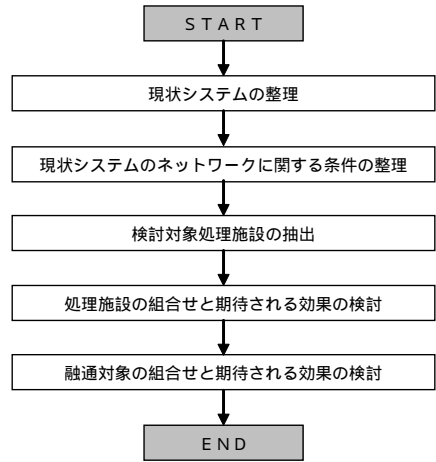 ＳＴＡＲＴ
現状システムの整理
現状システムのネットワークに関する条件の整理
検討対象処理施設の抽出
処理施設の組合せと期待される効果の検討
融通対象の組合せと期待される効果の検討
ＥＮＤ